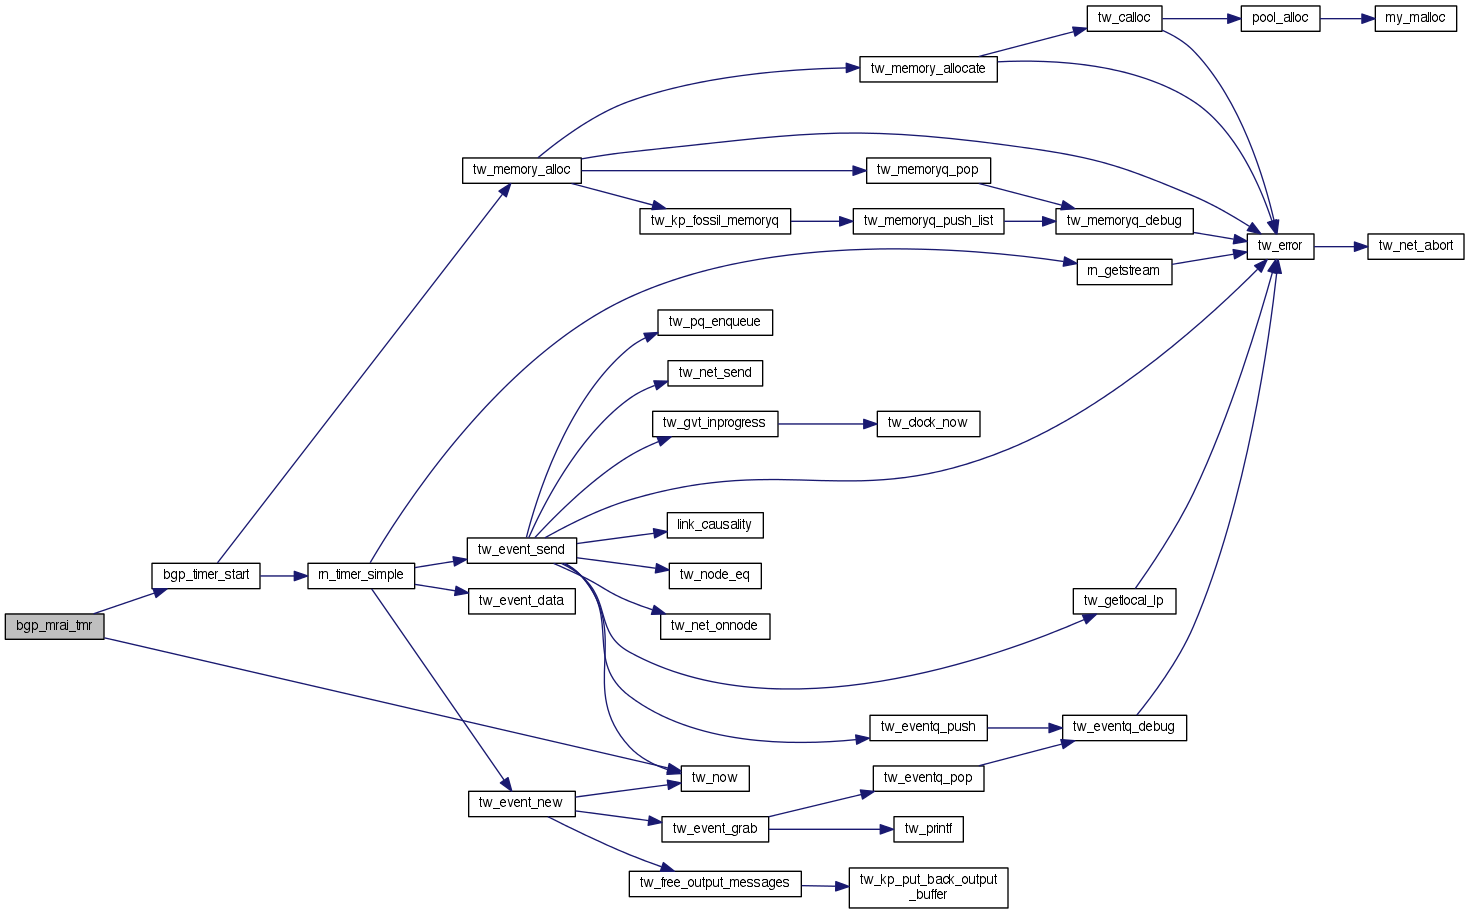 tw_calloc
pool_alloc
my_malloc
tw_memory_allocate
tw_memory_alloc
tw_memoryq_pop
tw_kp_fossil_memoryq
tw_memoryq_push_list
tw_memoryq_debug
tw_error
tw_net_abort
rn_getstream
tw_pq_enqueue
tw_net_send
tw_gvt_inprogress
tw_clock_now
link_causality
tw_event_send
tw_node_eq
bgp_timer_start
rn_timer_simple
tw_event_data
tw_getlocal_lp
bgp_mrai_tmr
tw_net_onnode
tw_eventq_push
tw_eventq_debug
tw_now
tw_eventq_pop
tw_event_new
tw_event_grab
tw_printf
tw_free_output_messages
tw_kp_put_back_output
_buffer